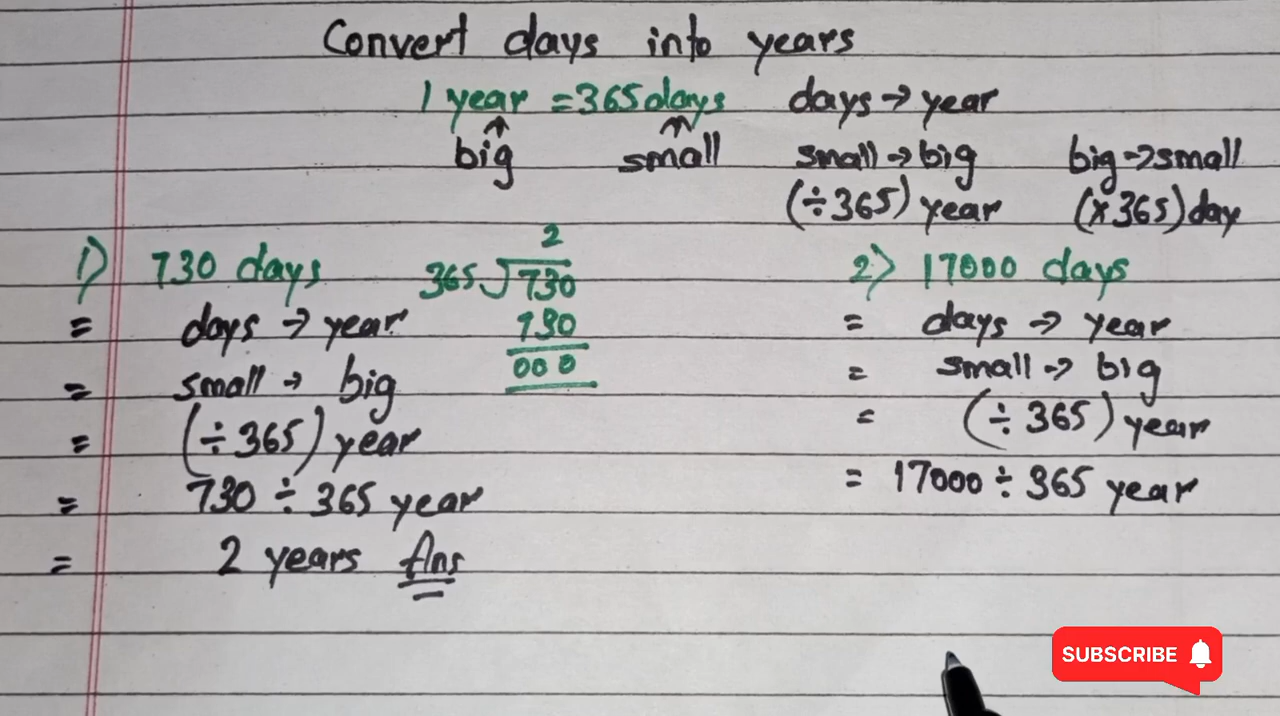 Convert days into years
1 year = 365 days days → year
big small small → big big → small
(÷365) year (×365) day
1) 730 days
= days → year
= small → big
= (÷365) year
= 730 ÷ 365 year
= 2 years Ans
2
365 730
730
000
2) 17000 days
= days → year
= small → big
= (÷365) year
= 17000 ÷ 365 year
SUBSCRIBE